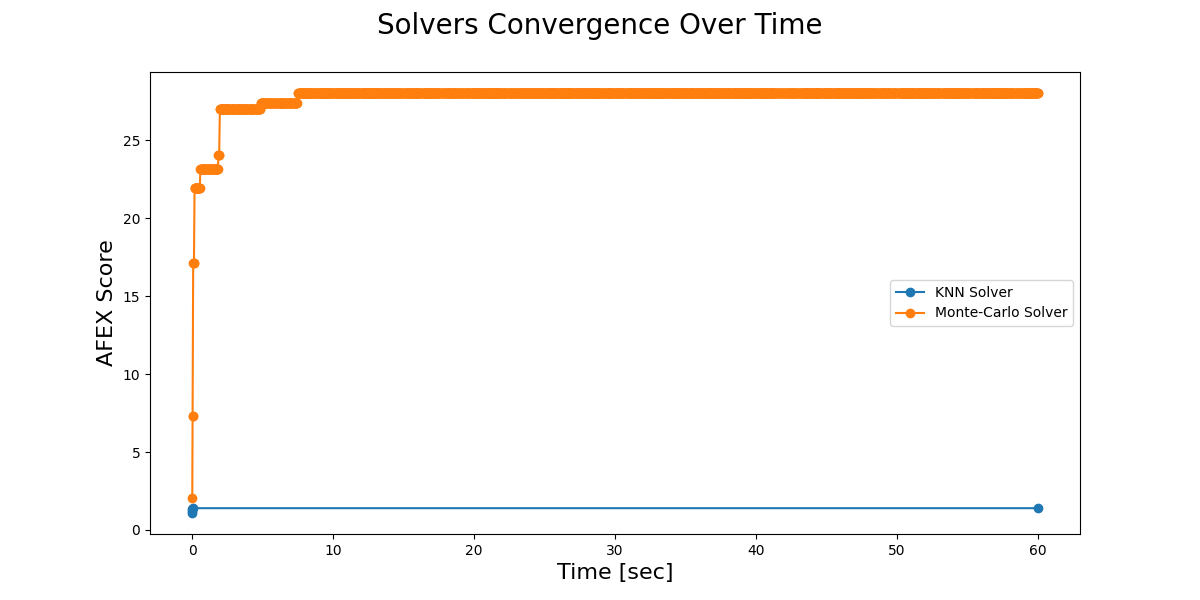 Solvers Convergence Over Time
AFEX Score
25
20
15
10
5
0
KNN Solver
Monte-Carlo Solver
0 10 20 30 40 50 60
Time [sec]